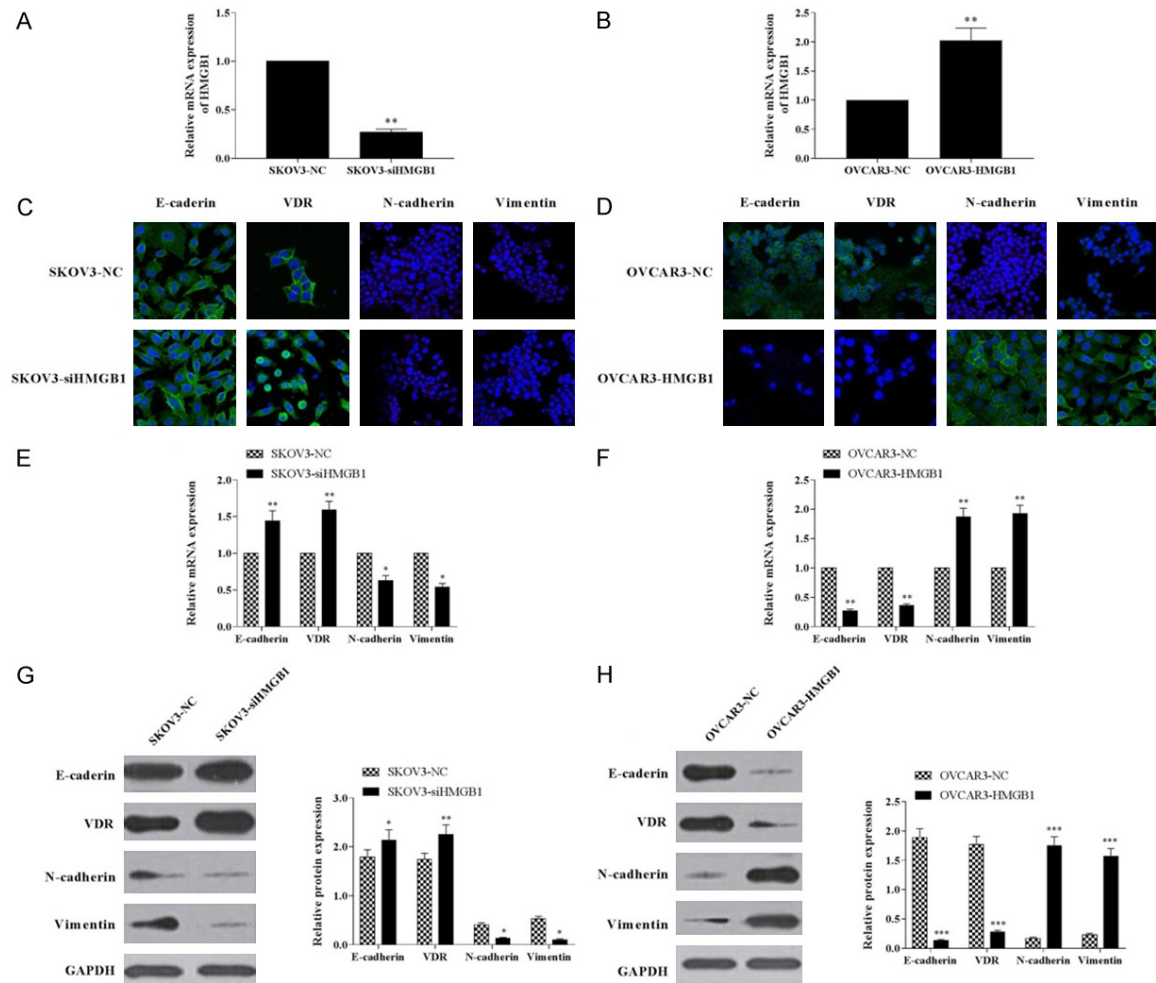 A
Relative mRNA expression
of HMGB1
1.5
1.0
0.5
0.0
**
SKOV3-NC
SKOV3-siHMGB1
B
Relative mRNA expression
of HMGB1
2.5
2.0
1.5
1.0
0.5
0.0
**
OVCAR3-NC
OVCAR3-HMGB1
C
E-caderin
VDR
N-cadherin
Vimentin
SKOV3-NC
SKOV3-siHMGB1
D
E-caderin
VDR
N-cadherin
Vimentin
OVCAR3-NC
OVCAR3-HMGB1
E
SKOV3-NC
SKOV3-siHMGB1
Relative mRNA expression
2.0
1.5
1.0
0.5
0.0
**
**
*
*
E-cadherin
VDR
N-cadherin
Vimentin
F
OVCAR3-NC
OVCAR3-HMGB1
Relative mRNA expression
2.5
2.0
1.5
1.0
0.5
0.0
**
**
**
**
E-cadherin
VDR
N-cadherin
Vimentin
G
SKOV3-NC
SKOV3-siHMGB1
E-caderin
VDR
N-cadherin
Vimentin
GAPDH
SKOV3-NC
SKOV3-siHMGB1
Relative protein expression
3.0
2.0
1.0
0.0
*
**
*
*
E-cadherin
VDR
N-cadherin
Vimentin
H
OVCAR3-NC
OVCAR3-HMGB1
E-caderin
VDR
N-cadherin
Vimentin
GAPDH
OVCAR3-NC
OVCAR3-HMGB1
Relative protein expression
2.5
2.0
1.5
1.0
0.5
0.0
***
***
***
***
E-cadherin
VDR
N-cadherin
Vimentin